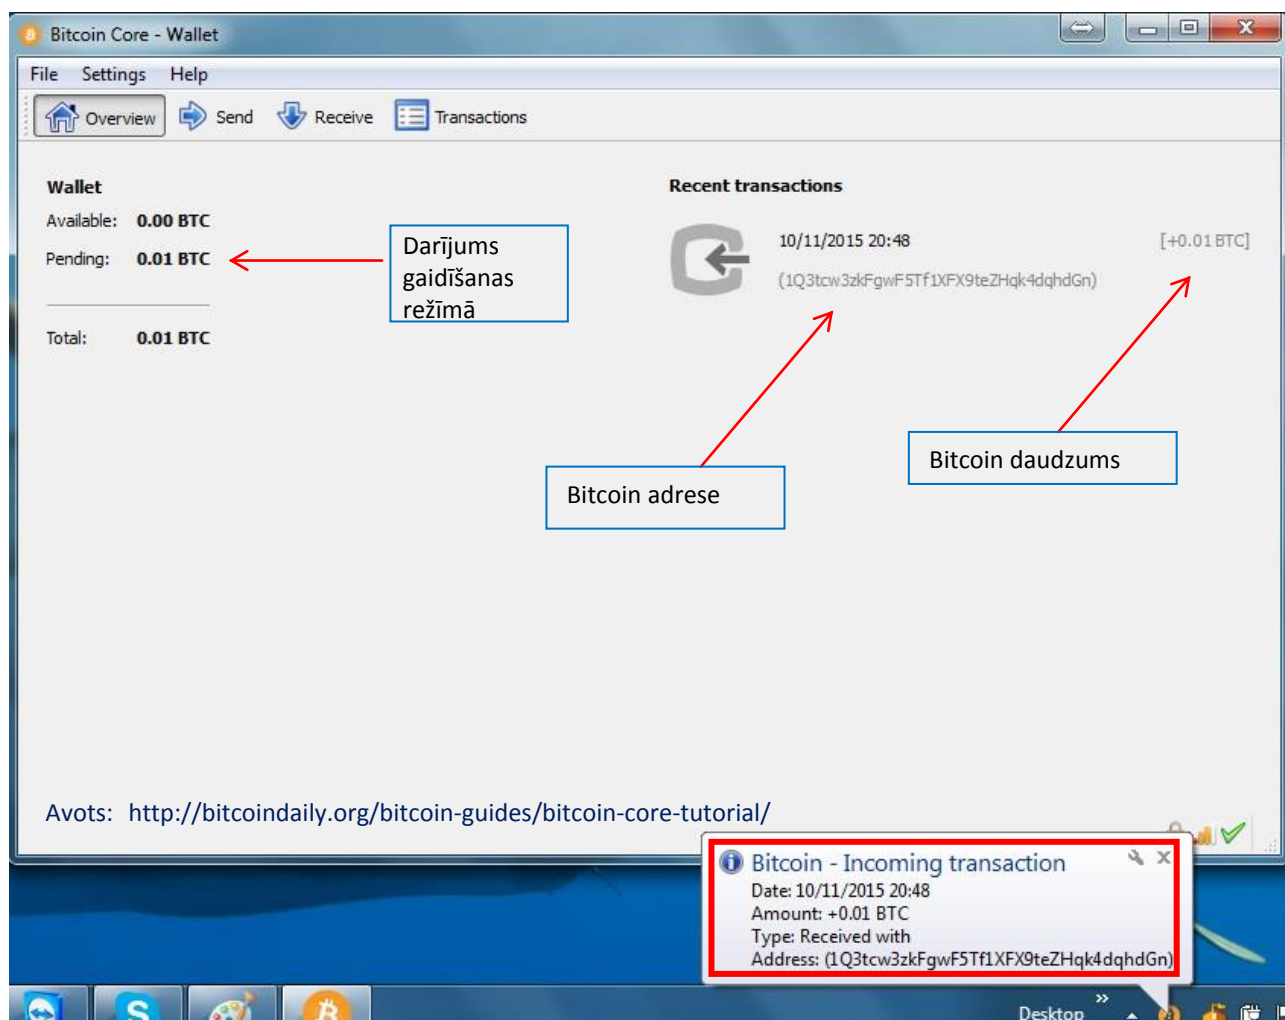 Bitcoin Core - Wallet
File Settings Help
Overview Send Receive Transactions
Wallet
Available: 0.00 BTC
Pending: 0.01 BTC
Total: 0.01 BTC
Darījums
gaidīšanas
režīmā
Recent transactions
10/11/2015 20:48 [+0.01 BTC]
(1Q3tcw3zkFgwF5Tf1XFX9teZHqk4dqhdGn)
Bitcoin adrese
Bitcoin daudzums
Avots: http://bitcoindaily.org/bitcoin-guides/bitcoin-core-tutorial/
Bitcoin - Incoming transaction
Date: 10/11/2015 20:48
Amount: +0.01 BTC
Type: Received with
Address: (1Q3tcw3zkFgwF5Tf1XFX9teZHqk4dqhdGn)
Desktop »